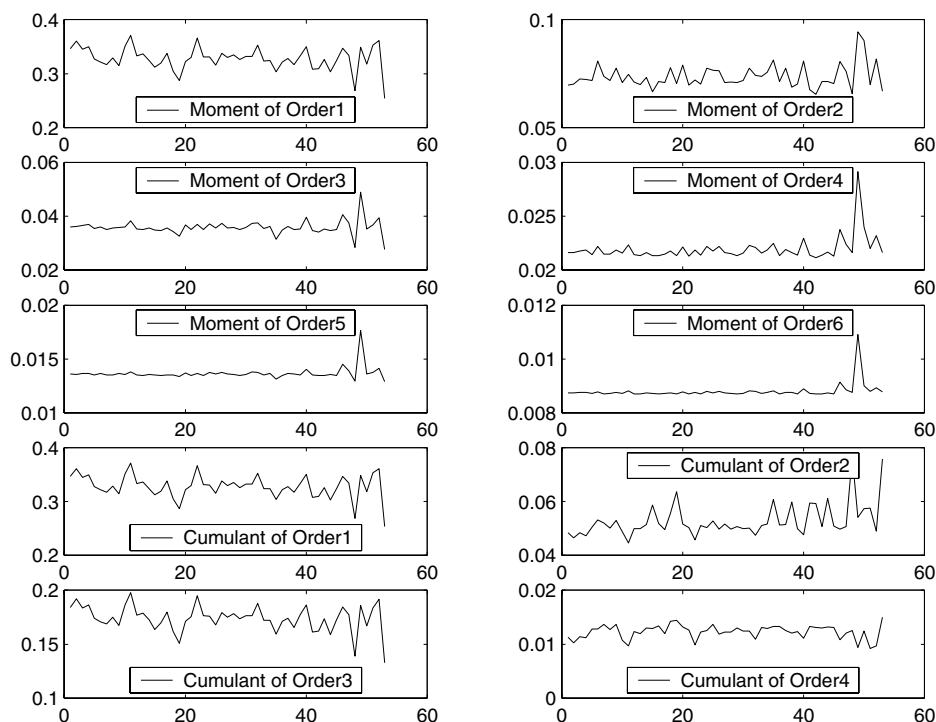 0.4
0.3
0.2
0 20 40 60
Moment of Order1
0.1
0.05
0 20 40 60
Moment of Order2
0.06
0.04
0.02
0 20 40 60
Moment of Order3
0.03
0.025
0.02
0 20 40 60
Moment of Order4
0.02
0.015
0.01
0 20 40 60
Moment of Order5
0.012
0.01
0.008
0 20 40 60
Moment of Order6
0.4
0.3
0.2
0 20 40 60
Cumulant of Order1
0.08
0.06
0.04
0 20 40 60
Cumulant of Order2
0.2
0.15
0.1
0 20 40 60
Cumulant of Order3
0.02
0.01
0
0 20 40 60
Cumulant of Order4